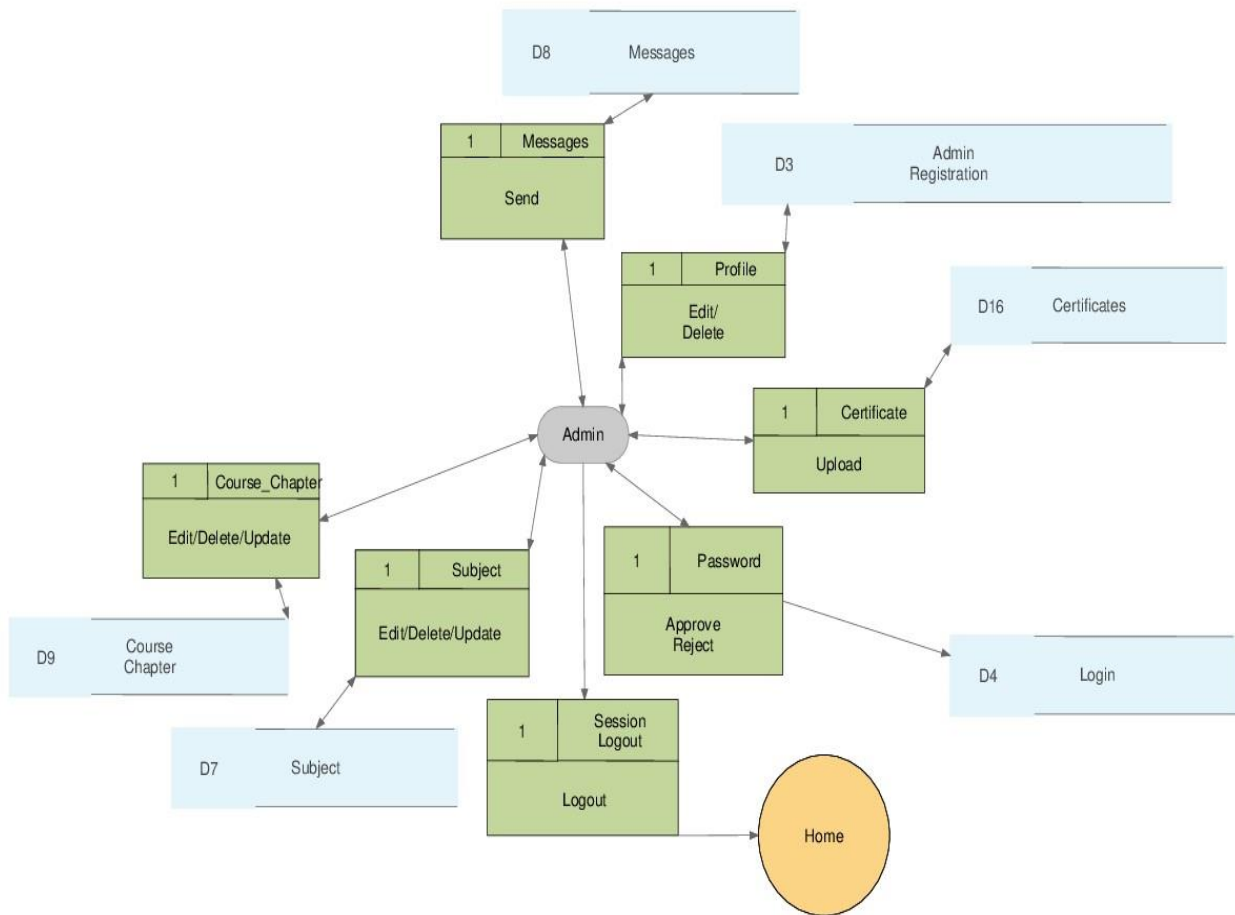 D8 Messages
1 Messages
Send
D3 Admin
Registration
1 Profile
Edit/
Delete
D16 Certificates
1 Certificate
Upload
Admin
1 Course_Chapter
Edit/Delete/Update
1 Subject
Edit/Delete/Update
1 Password
Approve
Reject
D9 Course
Chapter
D4 Login
1 Session
Logout
Logout
D7 Subject
Home